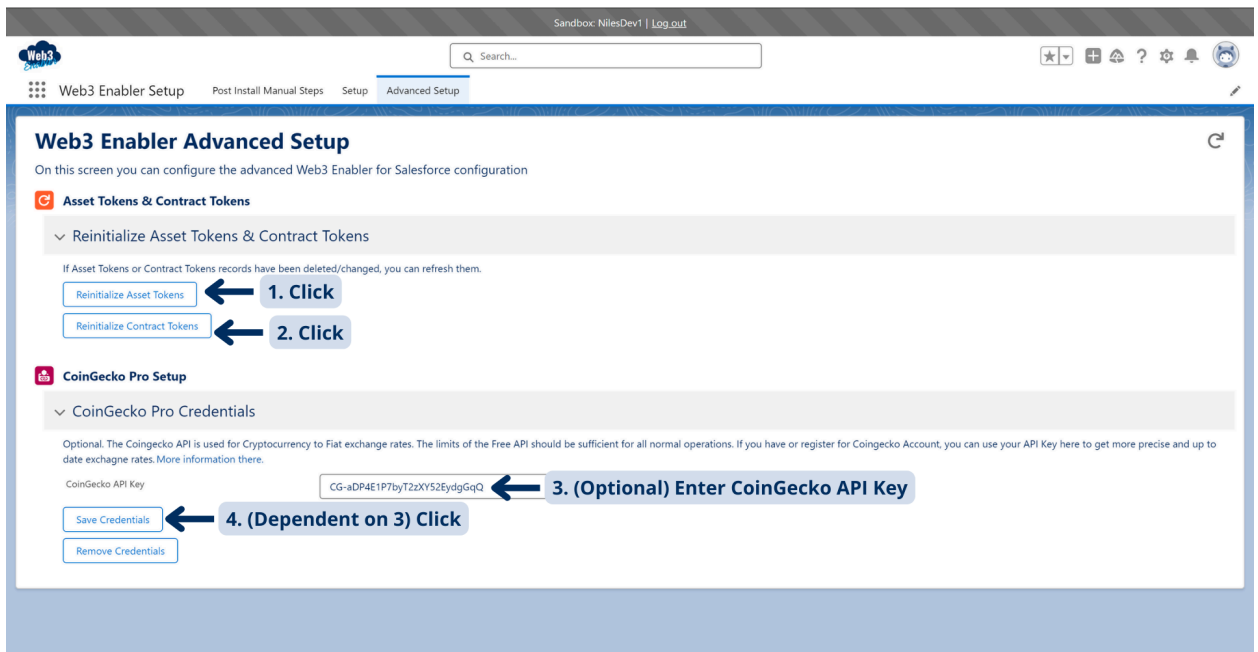 Sandbox: NilesDev1 | Log out
Web3
Enabler
Search...
Web3 Enabler Setup
Post Install Manual Steps
Setup
Advanced Setup
Web3 Enabler Advanced Setup
On this screen you can configure the advanced Web3 Enabler for Salesforce configuration
Asset Tokens & Contract Tokens
Reinitialize Asset Tokens & Contract Tokens
If Asset Tokens or Contract Tokens records have been deleted/changed, you can refresh them.
Reinitialize Asset Tokens
1. Click
Reinitialize Contract Tokens
2. Click
CoinGecko Pro Setup
CoinGecko Pro Credentials
Optional. The Coingecko API is used for Cryptocurrency to Fiat exchange rates. The limits of the Free API should be sufficient for all normal operations. If you have or register for Coingecko Account, you can use your API Key here to get more precise and up to
date exchagne rates. More information there.
CoinGecko API Key
CG-aDP4E1P7byT2zXY52EydgGqQ
3. (Optional) Enter CoinGecko API Key
Save Credentials
4. (Dependent on 3) Click
Remove Credentials